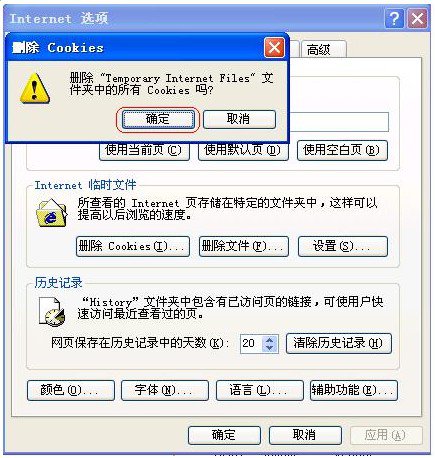 Internet 选项
删除 Cookies
高级
删除 "Temporary Internet Files" 文
件夹中的所有 Cookies 吗?
确定
取消
使用当前页(C)
使用默认页(D)
使用空白页(B)
Internet 临时文件
所查看的 Internet 页存储在特定的文件夹中，这样可以
提高以后浏览的速度。
删除 Cookies(I)...
删除文件(F)...
设置(S)...
历史记录
“History”文件夹中包含有已访问页的链接，可使用户快
速访问最近查看过的页。
网页保存在历史记录中的天数(K):
20
清除历史记录(H)
颜色(O)...
字体(N)...
语言(L)...
辅助功能(E)...
确定
取消
应用(A)